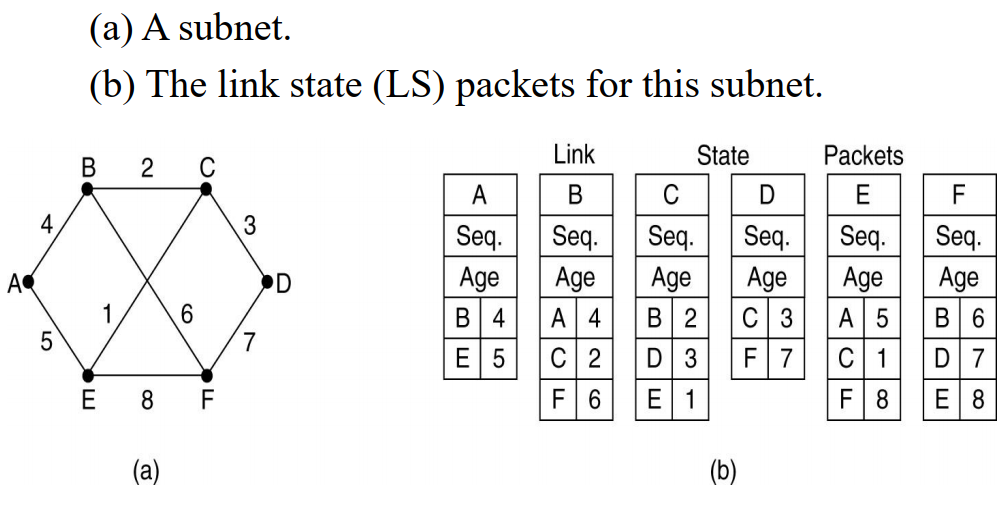 (a) A subnet.
(b) The link state (LS) packets for this subnet.
Link State Packets
B 2 C
4 3
A D
1 6
5 7
E 8 F
(a)
A B C D E F
Seq. Seq. Seq. Seq. Seq. Seq.
Age Age Age Age Age Age
B 4 A 4 B 2 C 3 A 5 B 6
E 5 C 2 D 3 F 7 C 1 D 7
F 6 E 1 F 8 E 8
(b)